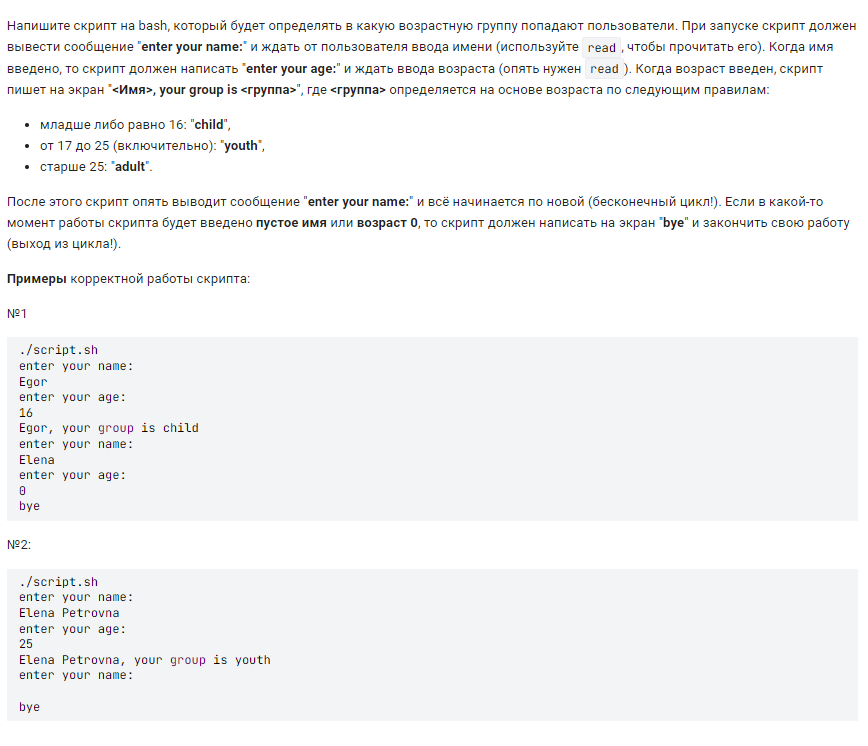 Напишите скрипт на bash, который будет определять в какую возрастную группу попадают пользователи. При запуске скрипт должен
вывести сообщение "enter your name:" и ждать от пользователя ввода имени (используйте read, чтобы прочитать его). Когда имя
введено, то скрипт должен написать "enter your age:" и ждать ввода возраста (опять нужен read). Когда возраст введен, скрипт
пишет на экран "<Имя>, your group is <группа>", где <группа> определяется на основе возраста по следующим правилам:
• младше либо равно 16: "child",
• от 17 до 25 (включительно): "youth",
• старше 25: "adult".
После этого скрипт опять выводит сообщение "enter your name:" и всё начинается по новой (бесконечный цикл!). Если в какой-то
момент работы скрипта будет введено пустое имя или возраст 0, то скрипт должен написать на экран "bye" и закончить свою работу
(выход из цикла!).
Примеры корректной работы скрипта:
№1
./script.sh
enter your name:
Egor
enter your age:
16
Egor, your group is child
enter your name:
Elena
enter your age:
0
bye
№2:
./script.sh
enter your name:
Elena Petrovna
enter your age:
25
Elena Petrovna, your group is youth
enter your name:
bye